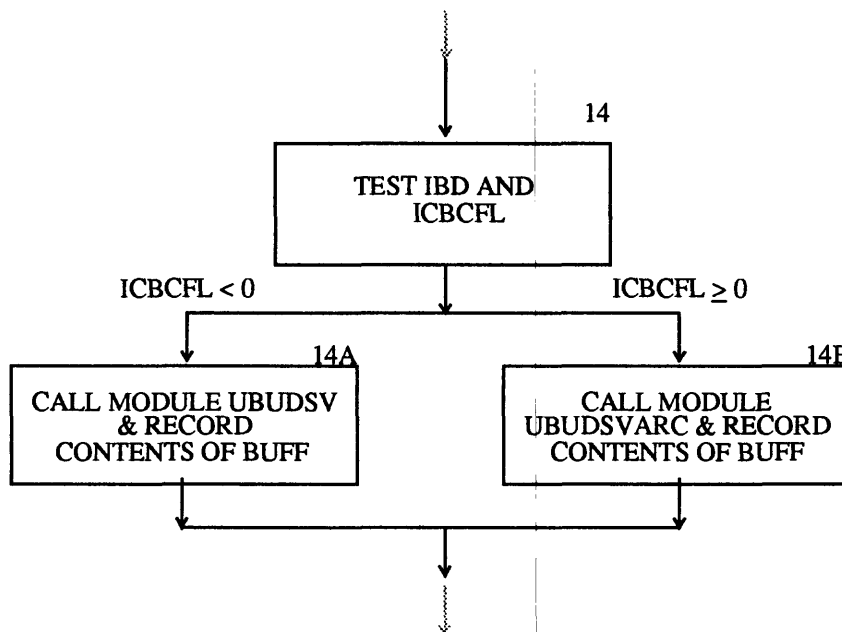 14
TEST IBD AND
ICBCFL
ICBCFL < 0
ICBCFL ≥ 0
14A
14B
CALL MODULE UBUDSV
& RECORD
CONTENTS OF BUFF
CALL MODULE
UBUDSVARC & RECORD
CONTENTS OF BUFF